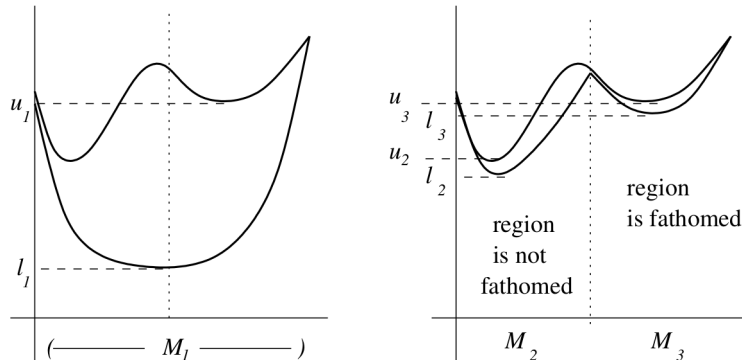 u1
l1
( M1 )
u3
l3
u2
l2
region
is not
fathomed
region
is fathomed
M2 M3